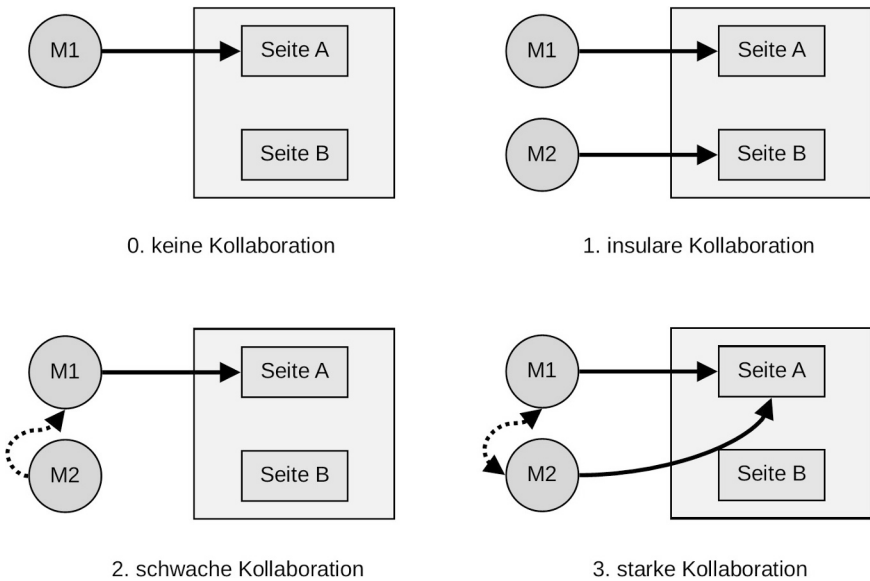 M1
Seite A
Seite B
0. keine Kollaboration
M1
Seite A
M2
Seite B
1. insulare Kollaboration
M1
Seite A
M2
Seite B
2. schwache Kollaboration
M1
Seite A
M2
Seite B
3. starke Kollaboration